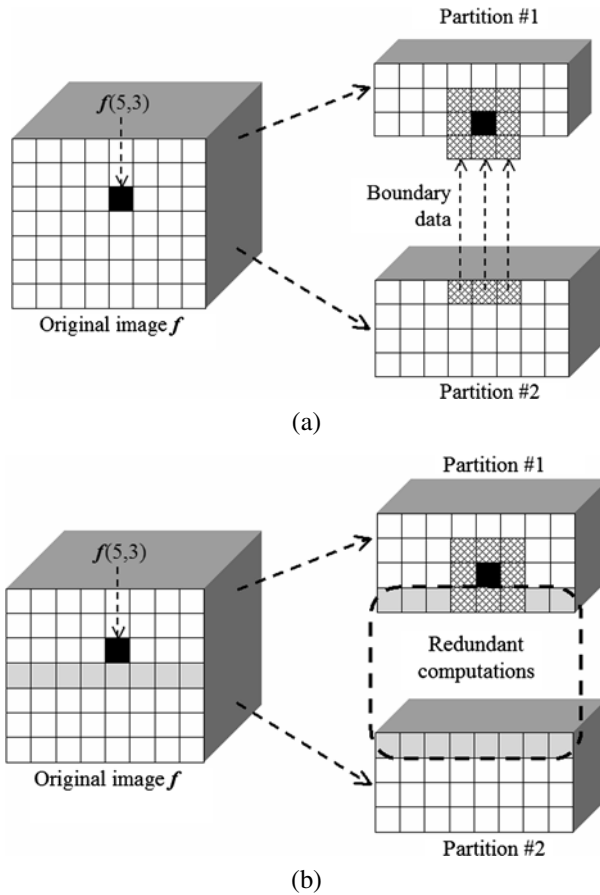 Partition #1
f(5,3)
Boundary
data
Original image f
Partition #2
(a)
Partition #1
f(5,3)
Redundant
computations
Original image f
Partition #2
(b)